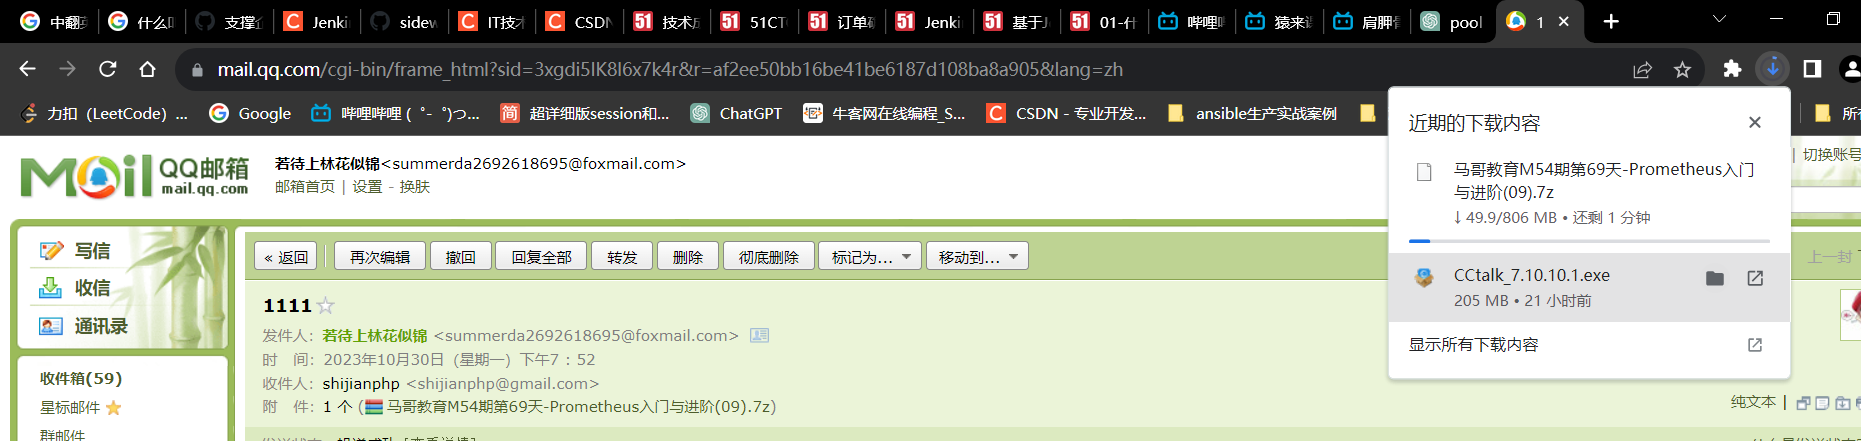 中翻
什么
支撑
Jenki
sidew
IT技
CSDN
技术
51CT
订单
Jenki
基于J
01-什
哔哩
猿来
肩胛
pool
1
mail.qq.com/cgi-bin/frame_html?sid=3xgdi5IK8I6x7k4r&r=af2ee50bb16be41be6187d108ba8a905&lang=zh
力扣（LeetCode）...
Google
哔哩哔哩 (゜-゜)つ...
超详细版session和...
ChatGPT
牛客网在线编程_S...
CSDN - 专业开发...
ansible生产实战案例
所
Mail QQ邮箱
mail.qq.com
若待上林花似锦<summerda2692618695@foxmail.com>
邮箱首页 | 设置 - 换肤
| 切换账号
近期的下载内容
马哥教育M54期第69天-Prometheus入门
与进阶(09).7z
↓ 49.9/806 MB • 还剩 1 分钟
CCtalk_7.10.10.1.exe
205 MB • 21 小时前
显示所有下载内容
写信
收信
通讯录
收件箱(59)
星标邮件
群邮件
« 返回
再次编辑
撤回
回复全部
转发
删除
彻底删除
标记为...
移动到...
上一封
1111
发件人：若待上林花似锦 <summerda2692618695@foxmail.com>
时 间：2023年10月30日（星期一）下午7：52
收件人：shijianphp <shijianphp@gmail.com>
附 件：1 个 (马哥教育M54期第69天-Prometheus入门与进阶(09).7z)
纯文本 |